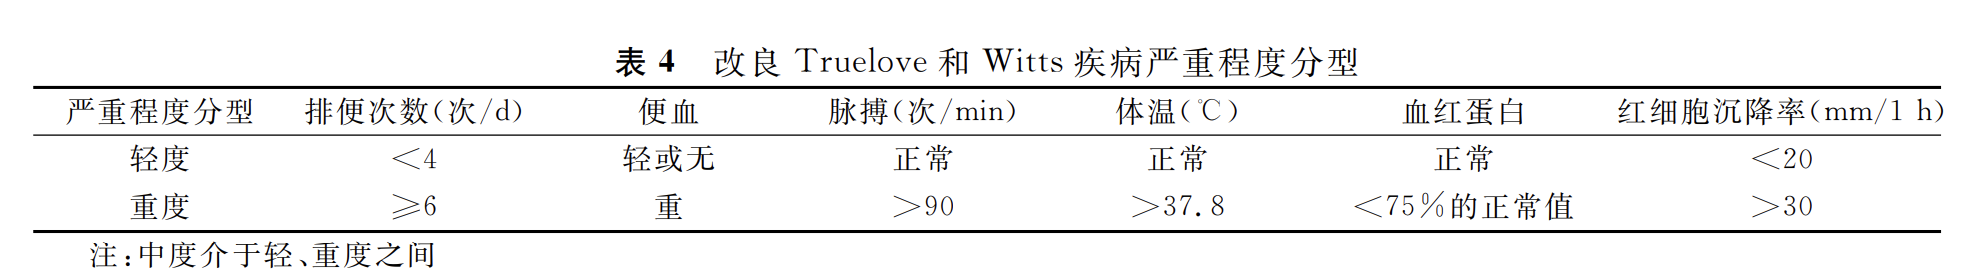 表 4 改良 Truelove 和 Witts 疾病严重程度分型
严重程度分型 排便次数(次/d) 便血 脉搏(次/min) 体温(℃) 血红蛋白 红细胞沉降率(mm/1 h)
轻度 <4 轻或无 正常 正常 正常 <20
重度 ⩾6 重 >90 >37.8 <75%的正常值 >30
注:中度介于轻、重度之间